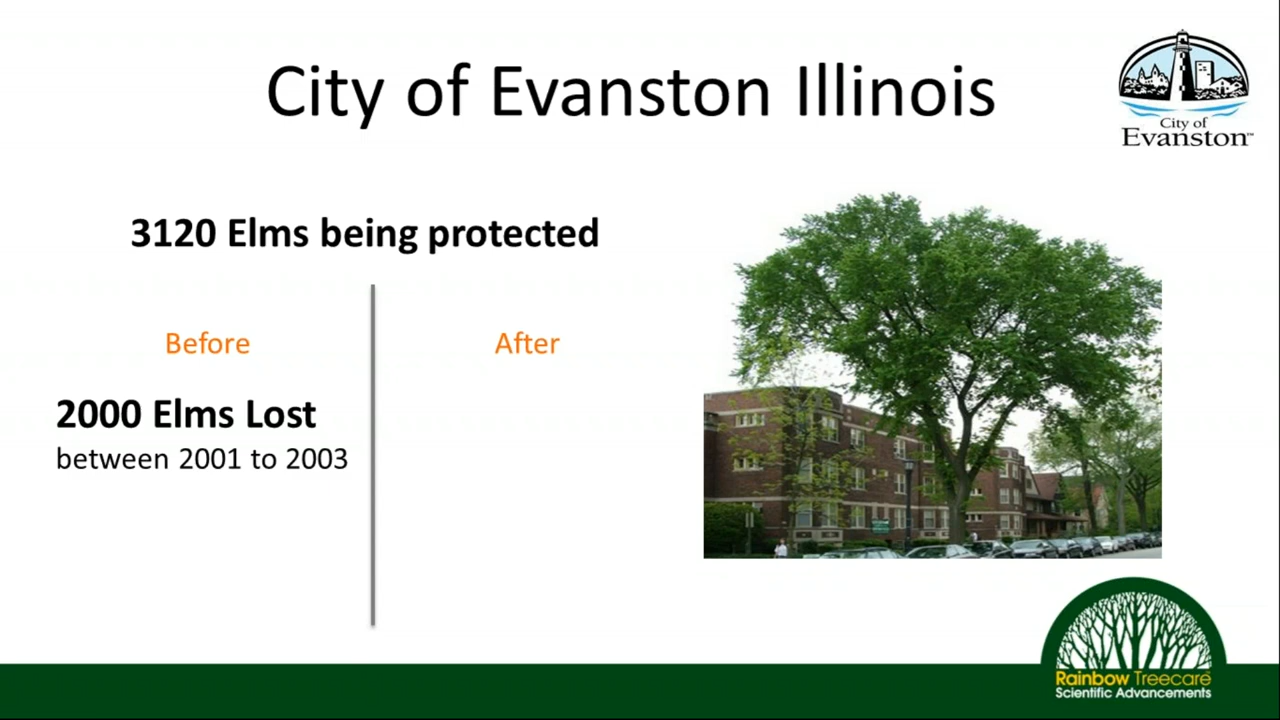 City of Evanston Illinois
City of
Evanston™
3120 Elms being protected
Before
After
2000 Elms Lost
between 2001 to 2003
Rainbow Treecare
Scientific Advancements